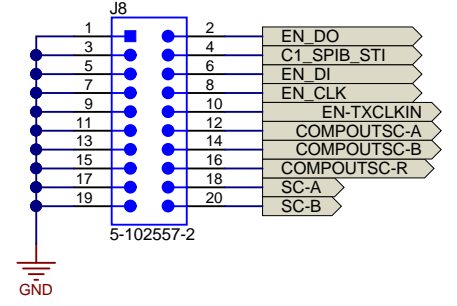 J8
1 2 EN_DO
3 4 C1_SPIB_STI
5 6 EN_DI
7 8 EN_CLK
9 10 EN-TXCLKIN
11 12 COMPOUTSC-A
13 14 COMPOUTSC-B
15 16 COMPOUTSC-R
17 18 SC-A
19 20 SC-B
5-102557-2
GND